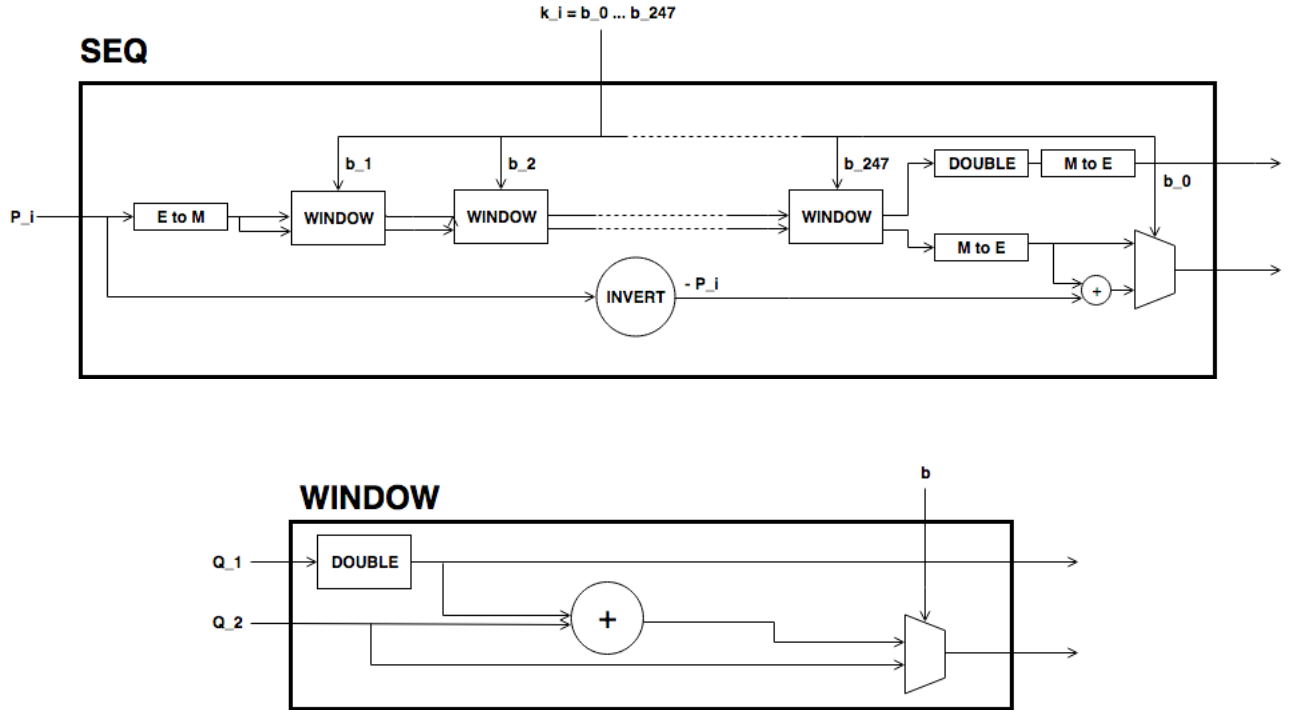 k_i = b_0 ... b_247
SEQ
b_1
b_2
b_247
DOUBLE
M to E
b_0
P_i
E to M
WINDOW
WINDOW
WINDOW
M to E
INVERT
- P_i
+
b
WINDOW
Q_1
DOUBLE
Q_2
+